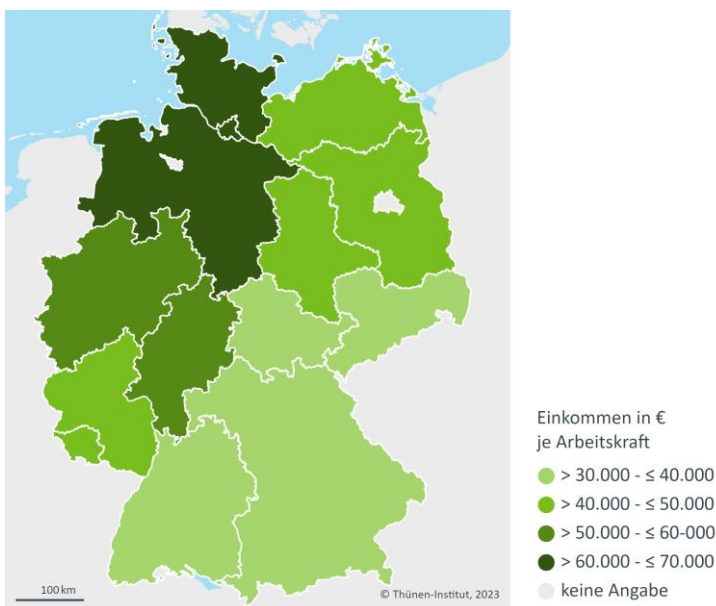 Einkommen in €
je Arbeitskraft
> 30.000 - ≤ 40.000
> 40.000 - ≤ 50.000
> 50.000 - ≤ 60-000
> 60.000 - ≤ 70.000
keine Angabe
100 km
© Thünen-Institut, 2023